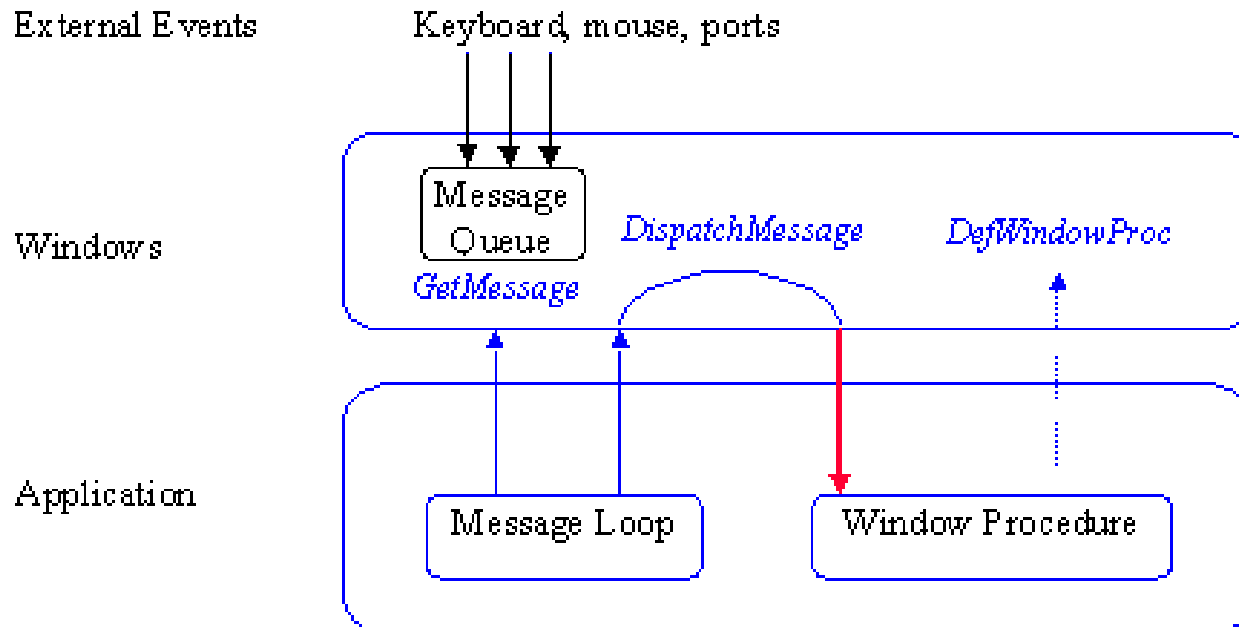 External Events
Keyboard, mouse, ports
Message
Queue
Windows
DispatchMessage
DefWindowProc
GetMessage
Application
Message Loop
Window Procedure